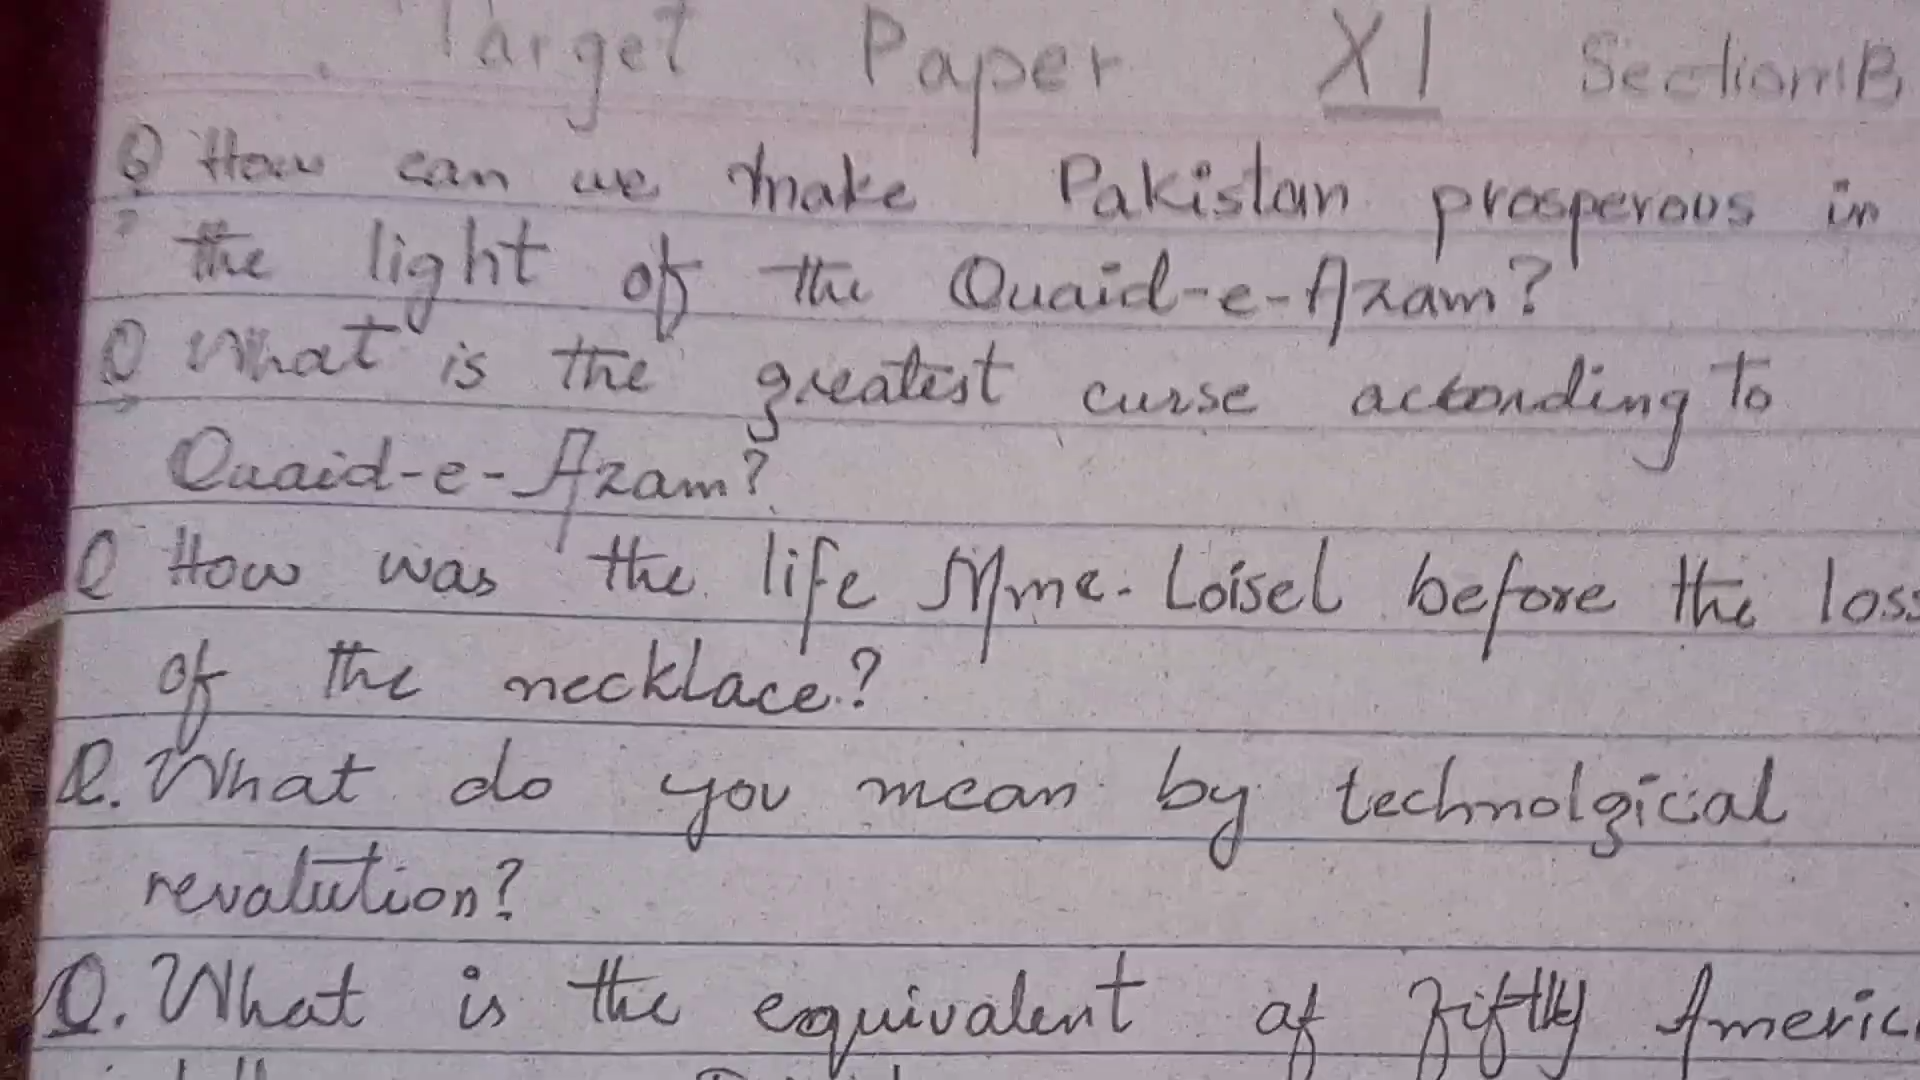 Target Paper XI Section B
Q How can we make Pakistan prosperous in
the light of the Quaid-e-Azam?
Q What is the greatest curse according to
Quaid-e-Azam?
Q How was the life Mme. Loisel before the loss
of the necklace?
Q. What do you mean by technolgical
revalution?
Q. What is the equivalent of fifthy Americ